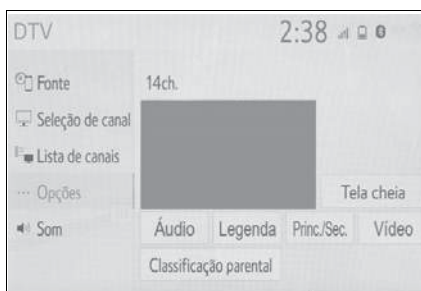 DTV 2:38
Fonte
14ch.
Seleção de canal
Lista de canais
Opções
Tela cheia
Som
Áudio Legenda Princ./Sec. Vídeo
Classificação parental